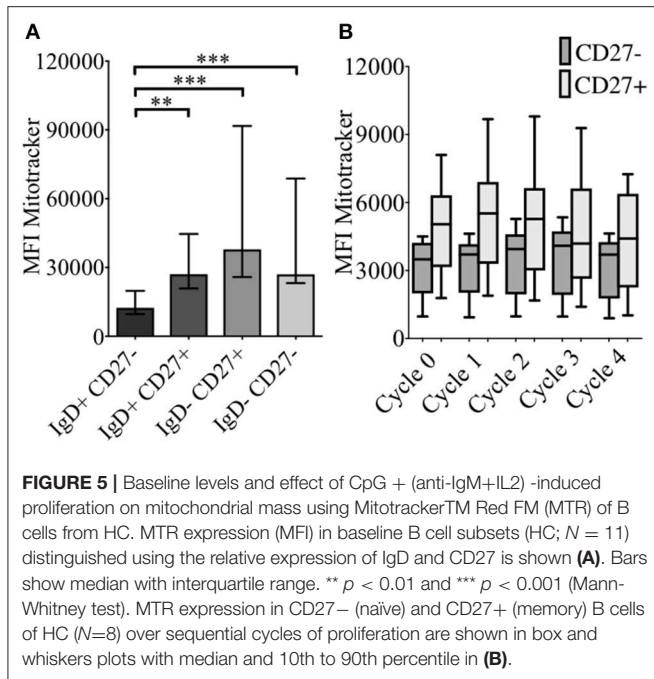 A
120000
90000
60000
30000
0
MFI Mitotracker
***
***
**
IgD+ CD27-
IgD+ CD27+
IgD- CD27+
IgD- CD27-
B
CD27-
CD27+
12000
9000
6000
3000
0
MFI Mitotracker
Cycle 0
Cycle 1
Cycle 2
Cycle 3
Cycle 4
FIGURE 5 | Baseline levels and effect of CpG + (anti-IgM+IL2) -induced
proliferation on mitochondrial mass using MitotrackerTM Red FM (MTR) of B
cells from HC. MTR expression (MFI) in baseline B cell subsets (HC; N = 11)
distinguished using the relative expression of IgD and CD27 is shown (A). Bars
show median with interquartile range. ** p < 0.01 and *** p < 0.001 (Mann-
Whitney test). MTR expression in CD27− (naïve) and CD27+ (memory) B cells
of HC (N=8) over sequential cycles of proliferation are shown in box and
whiskers plots with median and 10th to 90th percentile in (B).